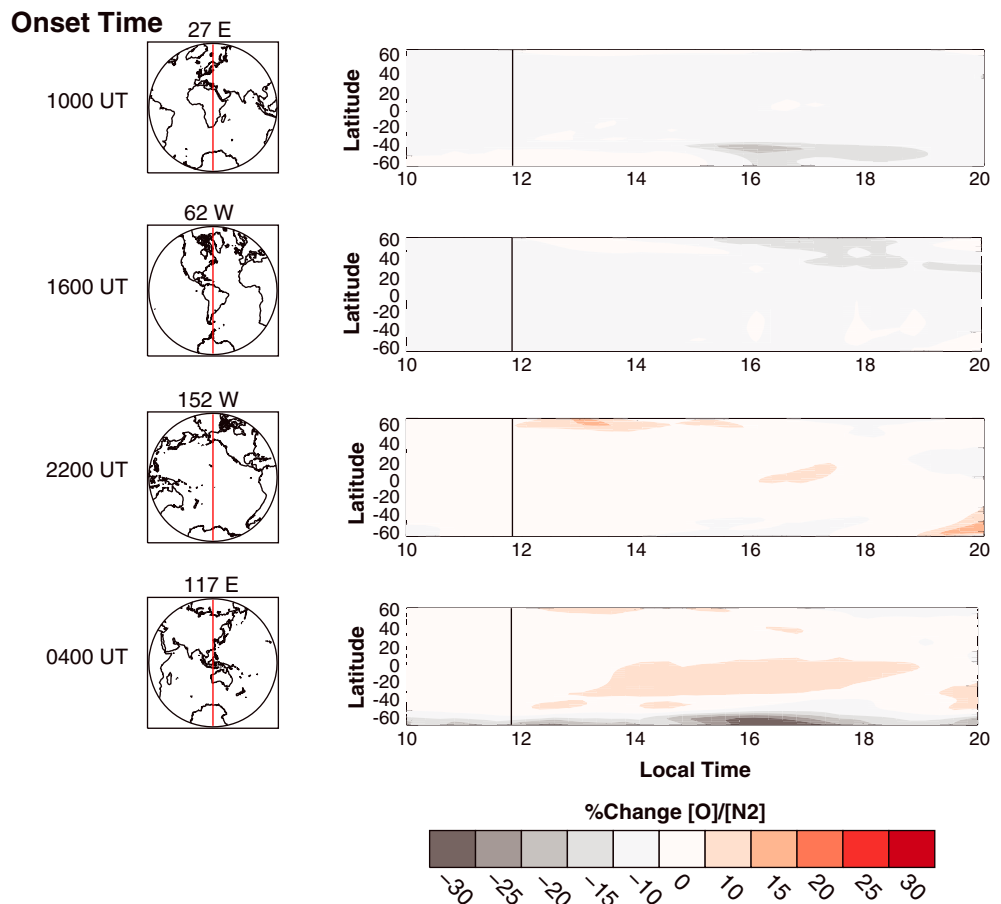 Onset Time
27 E
1000 UT
Latitude
60
40
20
0
-20
-40
-60
10 12 14 16 18 20
62 W
1600 UT
Latitude
60
40
20
0
-20
-40
-60
10 12 14 16 18 20
152 W
2200 UT
Latitude
60
40
20
0
-20
-40
-60
10 12 14 16 18 20
117 E
0400 UT
Latitude
60
40
20
0
-20
-40
-60
10 12 14 16 18 20
Local Time
%Change [O]/[N2]
-30 -25 -20 -15 -10 0 10 15 20 25 30